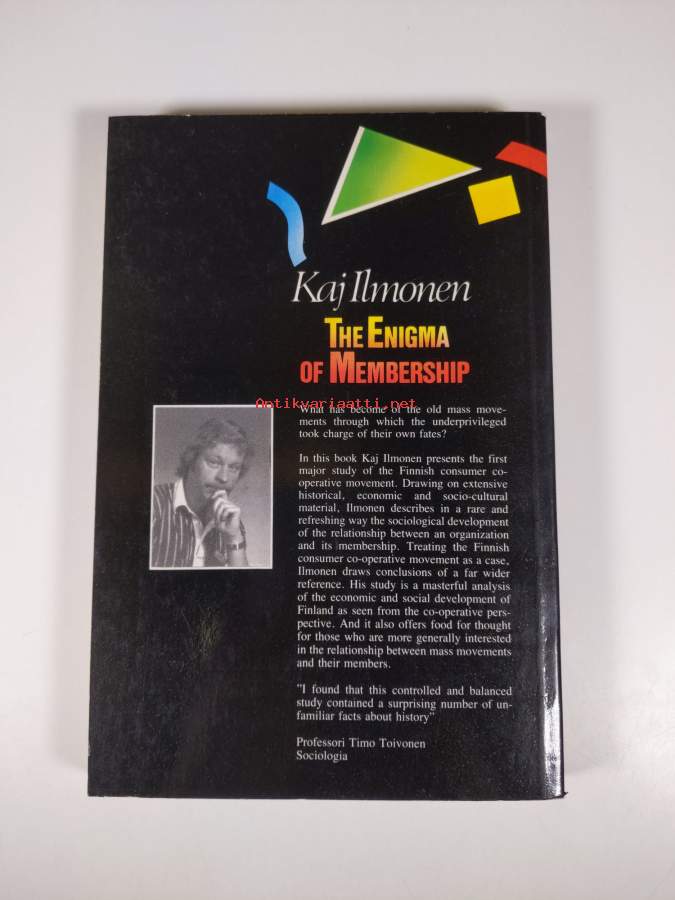 Kaj Ilmonen
THE ENIGMA
OF MEMBERSHIP
Antikvariaatti.net
What has become of the old mass move-
ments through which the underprivileged
took charge of their own fates?
In this book Kaj Ilmonen presents the first
major study of the Finnish consumer co-
operative movement. Drawing on extensive
historical, economic and socio-cultural
material, Ilmonen describes in a rare and
refreshing way the sociological development
of the relationship between an organization
and its membership. Treating the Finnish
consumer co-operative movement as a case,
Ilmonen draws conclusions of a far wider
reference. His study is a masterful analysis
of the economic and social development of
Finland as seen from the co-operative pers-
pective. And it also offers food for thought
for those who are more generally interested
in the relationship between mass movements
and their members.
"I found that this controlled and balanced
study contained a surprising number of un-
familiar facts about history"
Professori Timo Toivonen
Sociologia